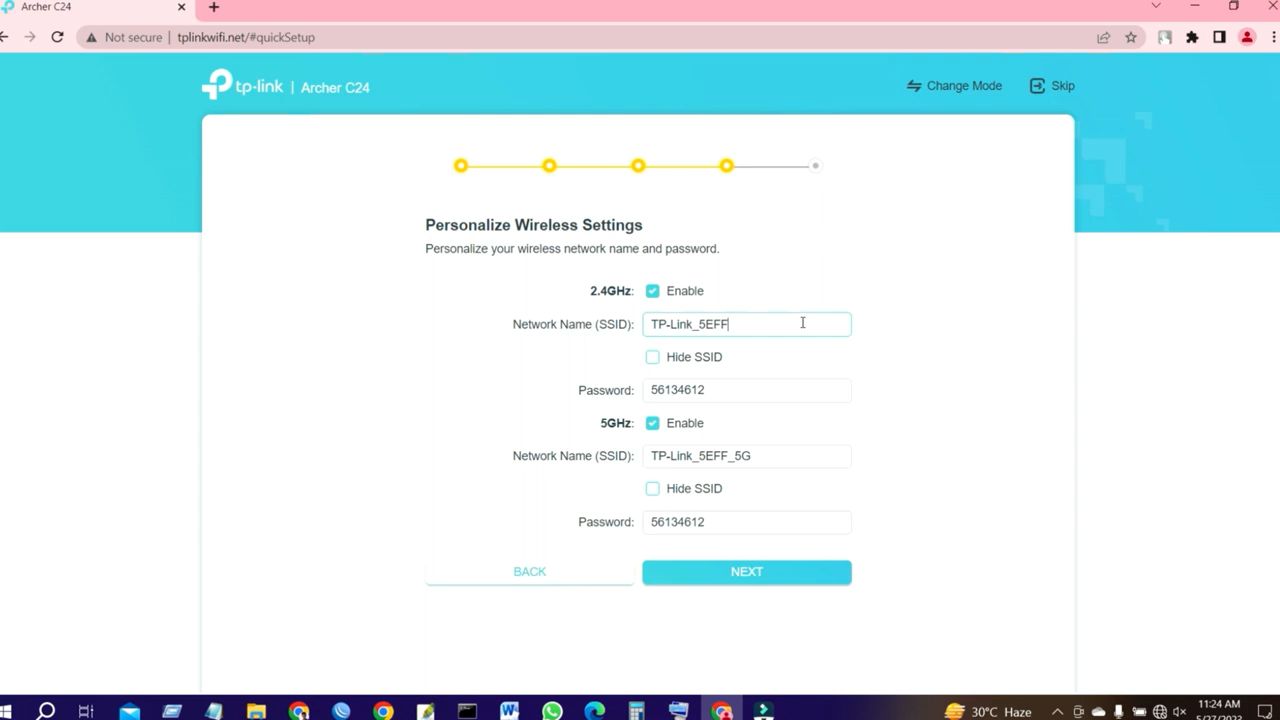 Archer C24
Not secure | tplinkwifi.net/#quickSetup
tp-link | Archer C24
Change Mode
Skip
Personalize Wireless Settings
Personalize your wireless network name and password.
2.4GHz: Enable
Network Name (SSID): TP-Link_5EFF
Hide SSID
Password: 56134612
5GHz: Enable
Network Name (SSID): TP-Link_5EFF_5G
Hide SSID
Password: 56134612
BACK
NEXT
30°C Haze
11:24 AM